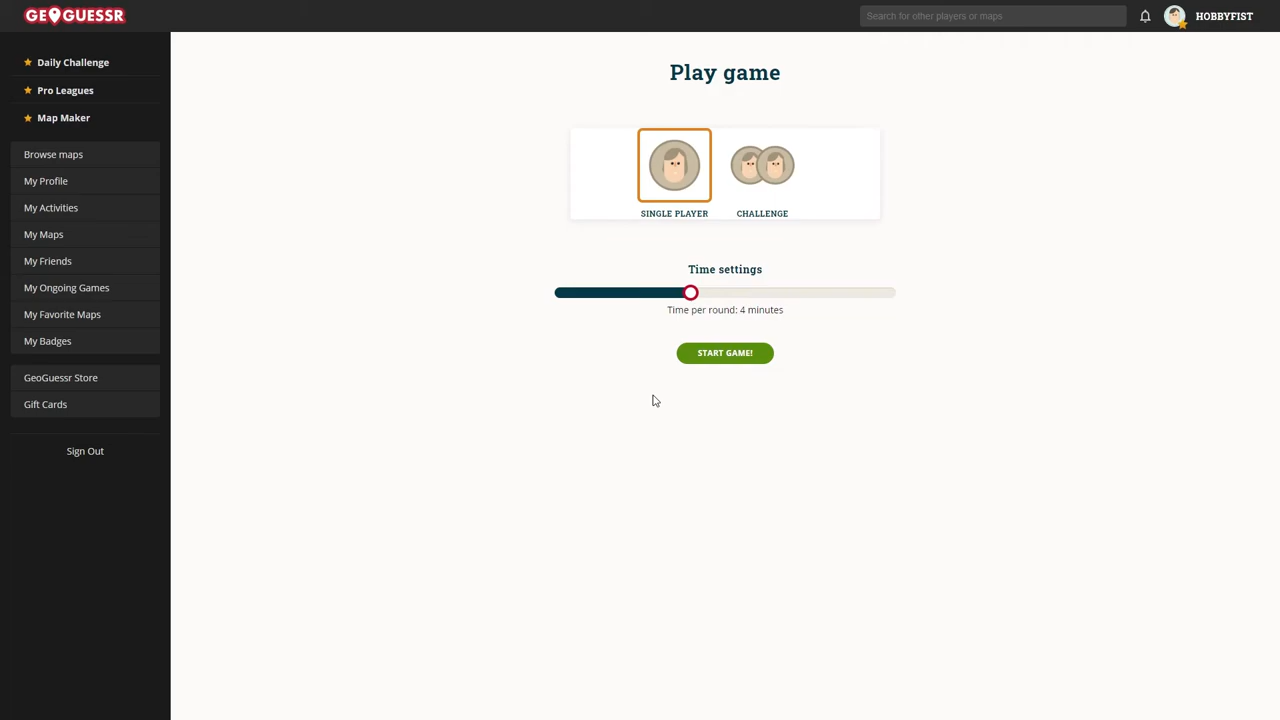 GEOGUESSR
Search for other players or maps
HOBBYFIST
Daily Challenge
Pro Leagues
Map Maker
Browse maps
My Profile
My Activities
My Maps
My Friends
My Ongoing Games
My Favorite Maps
My Badges
GeoGuessr Store
Gift Cards
Sign Out
Play game
SINGLE PLAYER
CHALLENGE
Time settings
Time per round: 4 minutes
START GAME!